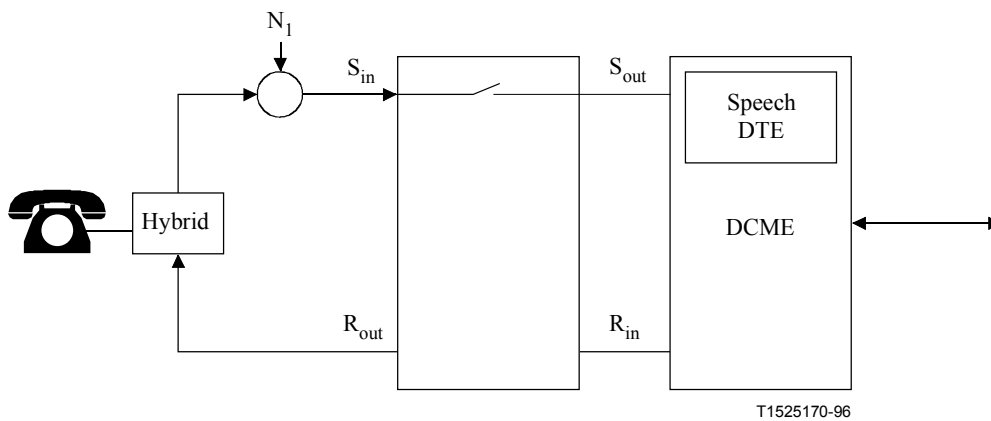 N1
Sin
Sout
Speech
DTE
Hybrid
DCME
Rout
Rin
T1525170-96